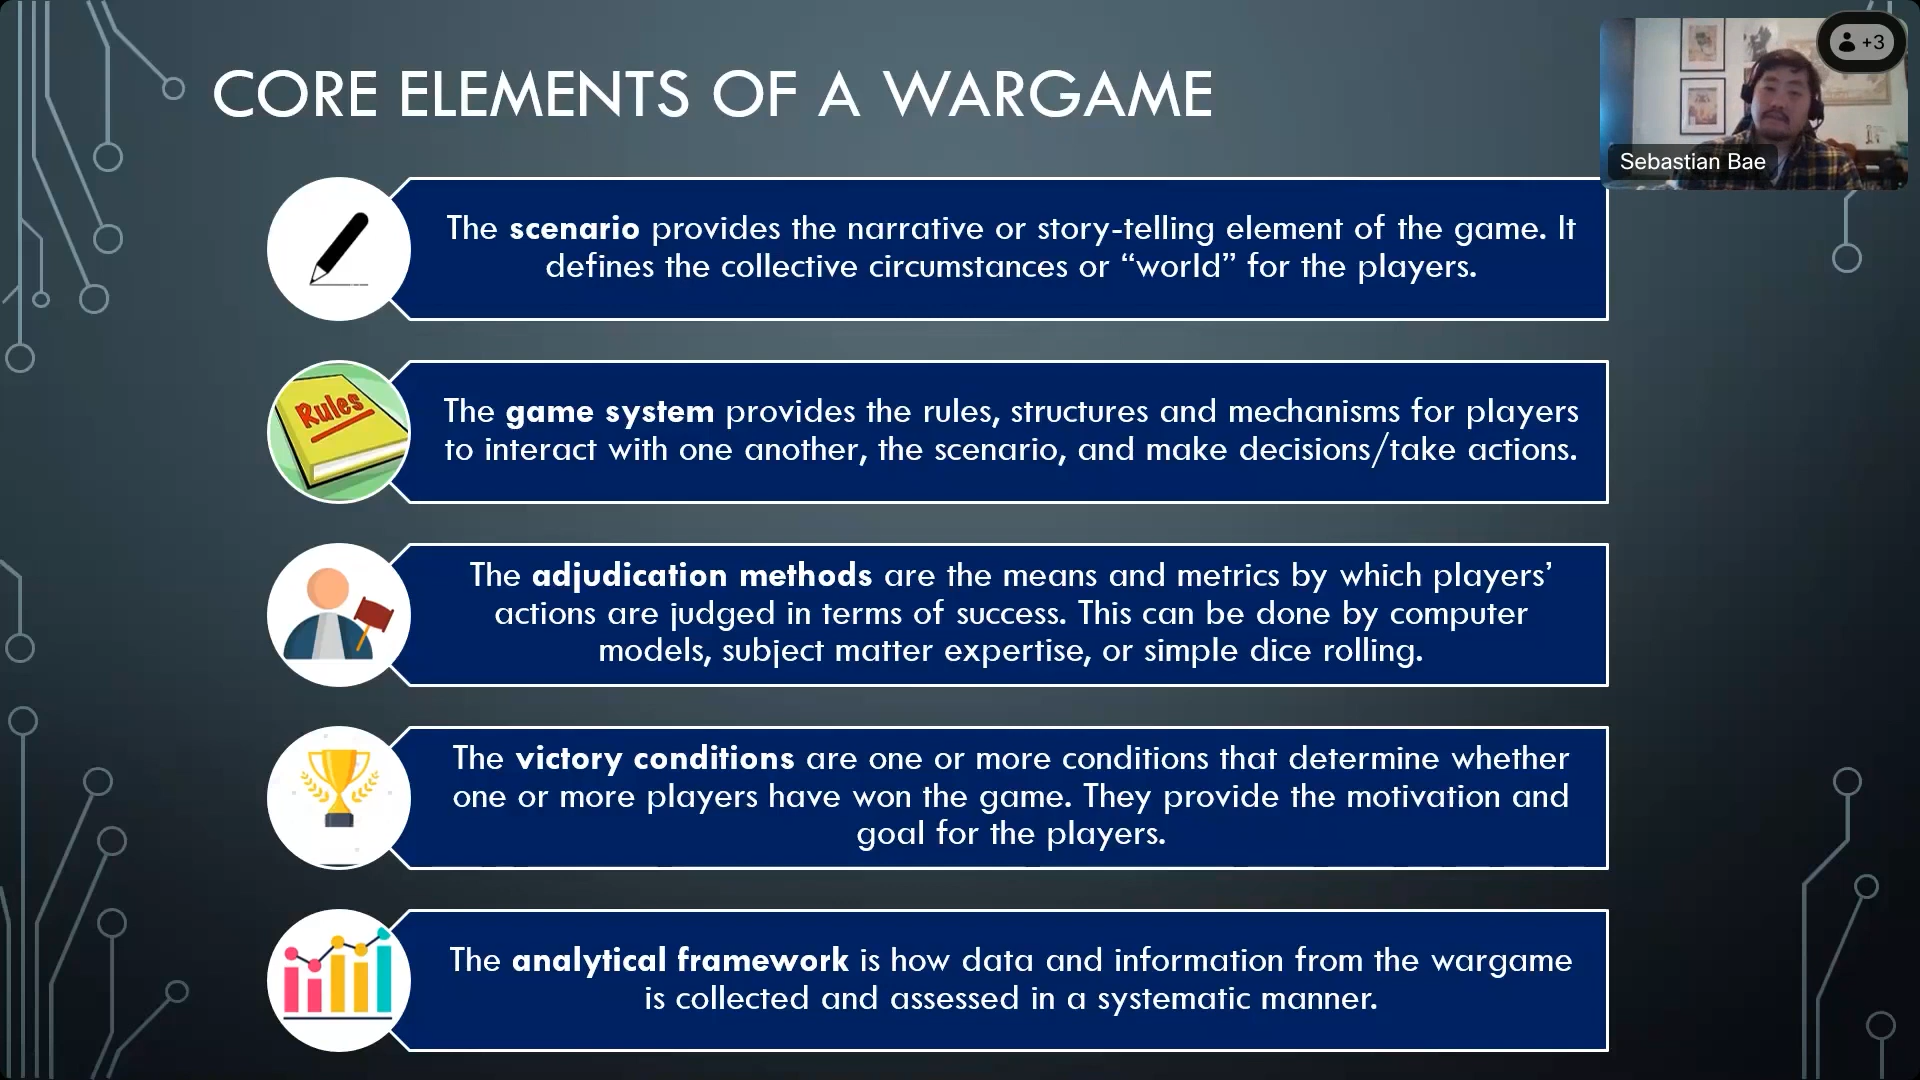 CORE ELEMENTS OF A WARGAME
+3
Sebastian Bae
The scenario provides the narrative or story-telling element of the game. It
defines the collective circumstances or “world” for the players.
Rules
The game system provides the rules, structures and mechanisms for players
to interact with one another, the scenario, and make decisions/take actions.
The adjudication methods are the means and metrics by which players’
actions are judged in terms of success. This can be done by computer
models, subject matter expertise, or simple dice rolling.
The victory conditions are one or more conditions that determine whether
one or more players have won the game. They provide the motivation and
goal for the players.
The analytical framework is how data and information from the wargame
is collected and assessed in a systematic manner.